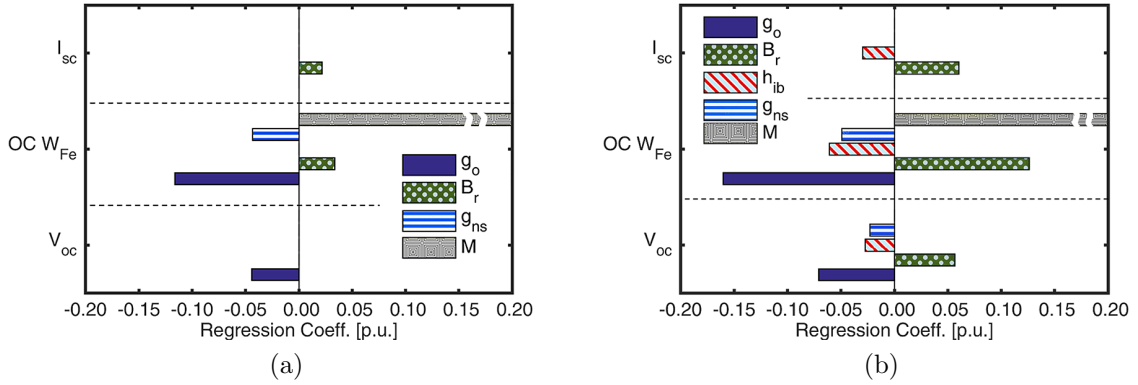 I_sc
OC W_Fe
V_oc
g_o
B_r
g_ns
M
-0.20 -0.15 -0.10 -0.05 0.00 0.05 0.10 0.15 0.20
Regression Coeff. [p.u.]
(a)
g_o
B_r
h_ib
g_ns
M
I_sc
OC W_Fe
V_oc
-0.20 -0.15 -0.10 -0.05 0.00 0.05 0.10 0.15 0.20
Regression Coeff. [p.u.]
(b)